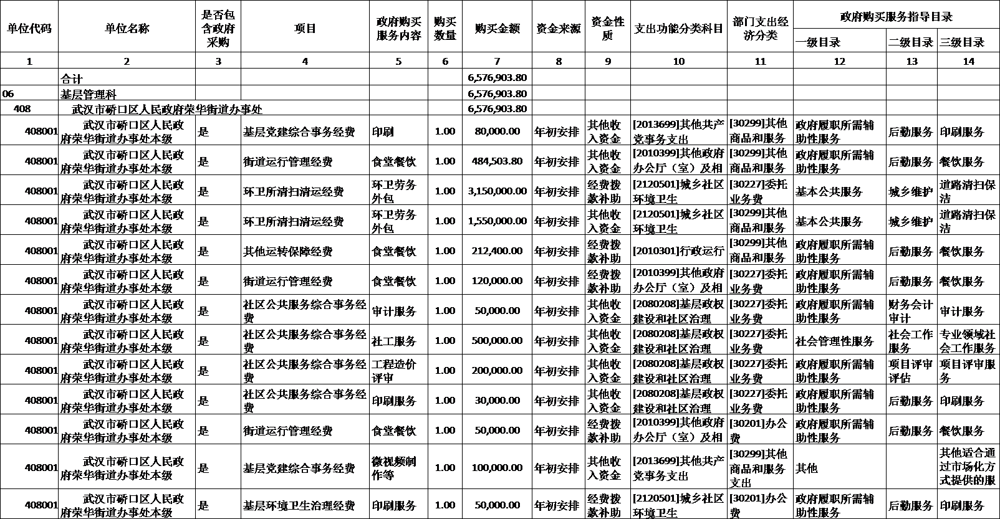 单位代码 单位名称 是否包含政府采购 项目 政府购买服务内容 购买数量 购买金额 资金来源 资金性质 支出功能分类科目 部门支出经济分类 政府购买服务指导目录
一级目录 二级目录 三级目录
1 2 3 4 5 6 7 8 9 10 11 12 13 14
合计 6,576,903.80
06 基层管理科 6,576,903.80
408 武汉市硚口区人民政府荣华街道办事处 6,576,903.80
408001 武汉市硚口区人民政府荣华街道办事处本级 是 基层党建综合事务经费 印刷 1.00 80,000.00 年初安排 其他收入资金 [2013699]其他共产党事务支出 [30299]其他商品和服务 政府履职所需辅助性服务 后勤服务 印刷服务
408001 武汉市硚口区人民政府荣华街道办事处本级 是 街道运行管理经费 食堂餐饮 1.00 484,503.80 年初安排 其他收入资金 [2010399]其他政府办公厅（室）及相 [30299]其他商品和服务 政府履职所需辅助性服务 后勤服务 餐饮服务
408001 武汉市硚口区人民政府荣华街道办事处本级 是 环卫所清扫清运经费 环卫劳务外包 1.00 3,150,000.00 年初安排 经费拨款补助 [2120501]城乡社区环境卫生 [30227]委托业务费 基本公共服务 城乡维护 道路清扫保洁
408001 武汉市硚口区人民政府荣华街道办事处本级 是 环卫所清扫清运经费 环卫劳务外包 1.00 1,550,000.00 年初安排 其他收入资金 [2120501]城乡社区环境卫生 [30299]其他商品和服务 基本公共服务 城乡维护 道路清扫保洁
408001 武汉市硚口区人民政府荣华街道办事处本级 是 其他运转保障经费 食堂餐饮 1.00 212,400.00 年初安排 经费拨款补助 [2010301]行政运行 [30299]其他商品和服务 政府履职所需辅助性服务 后勤服务 餐饮服务
408001 武汉市硚口区人民政府荣华街道办事处本级 是 街道运行管理经费 食堂餐饮 1.00 120,000.00 年初安排 经费拨款补助 [2010399]其他政府办公厅（室）及相 [30227]委托业务费 政府履职所需辅助性服务 后勤服务 餐饮服务
408001 武汉市硚口区人民政府荣华街道办事处本级 是 社区公共服务综合事务经费 审计服务 1.00 50,000.00 年初安排 其他收入资金 [2080208]基层政权建设和社区治理 [30227]委托业务费 政府履职所需辅助性服务 财务会计审计 审计服务
408001 武汉市硚口区人民政府荣华街道办事处本级 是 社区公共服务综合事务经费 社工服务 1.00 500,000.00 年初安排 其他收入资金 [2080208]基层政权建设和社区治理 [30227]委托业务费 社会管理性服务 社会工作服务 专业领域社会工作服务
408001 武汉市硚口区人民政府荣华街道办事处本级 是 社区公共服务综合事务经费 工程造价评审 1.00 200,000.00 年初安排 其他收入资金 [2080208]基层政权建设和社区治理 [30227]委托业务费 政府履职所需辅助性服务 项目评审评估 项目评审服务
408001 武汉市硚口区人民政府荣华街道办事处本级 是 社区公共服务综合事务经费 印刷服务 1.00 30,000.00 年初安排 其他收入资金 [2080208]基层政权建设和社区治理 [30227]委托业务费 政府履职所需辅助性服务 后勤服务 印刷服务
408001 武汉市硚口区人民政府荣华街道办事处本级 是 街道运行管理经费 食堂餐饮 1.00 50,000.00 年初安排 经费拨款补助 [2010399]其他政府办公厅（室）及相 [30201]办公费 政府履职所需辅助性服务 后勤服务 餐饮服务
408001 武汉市硚口区人民政府荣华街道办事处本级 是 基层党建综合事务经费 微视频制作等 1.00 100,000.00 年初安排 其他收入资金 [2013699]其他共产党事务支出 [30299]其他商品和服务支出 其他 其他适合通过市场化方式提供的服
408001 武汉市硚口区人民政府荣华街道办事处本级 是 基层环境卫生治理经费 印刷服务 1.00 50,000.00 年初安排 经费拨款补助 [2120501]城乡社区环境卫生 [30201]办公费 政府履职所需辅助性服务 后勤服务 印刷服务